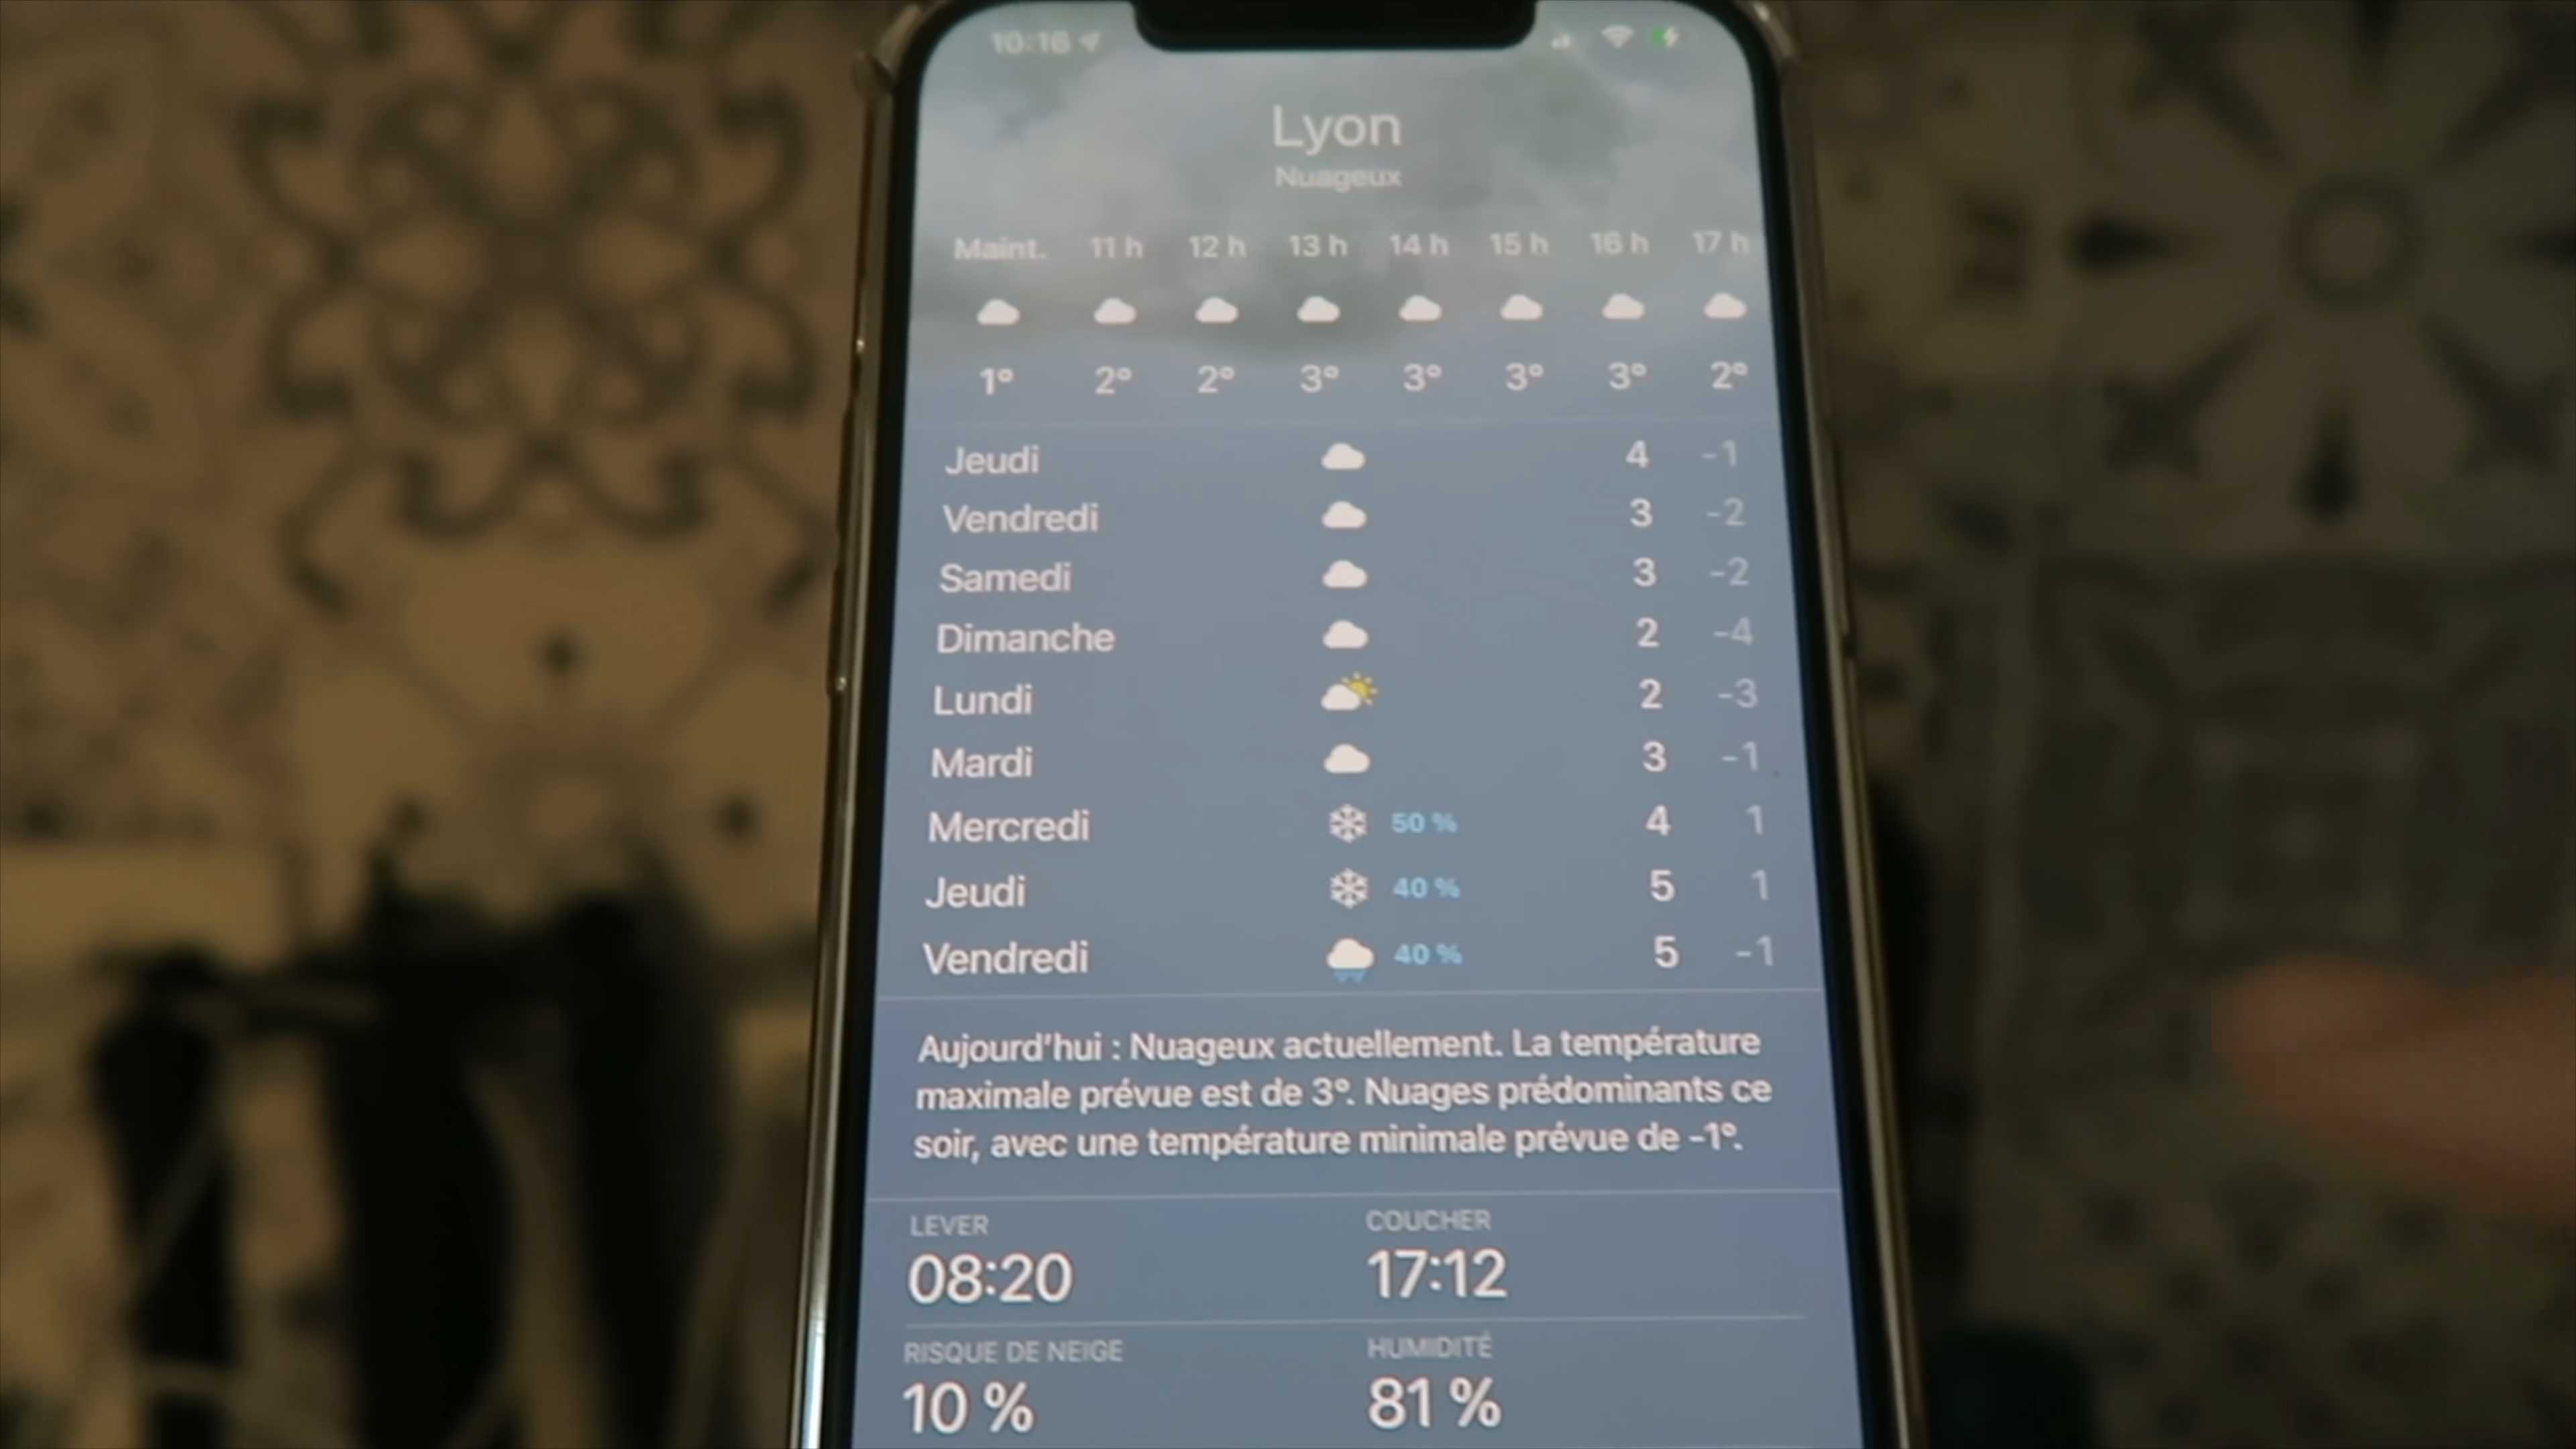 10:16
Lyon
Nuageux
Maint. 11 h 12 h 13 h 14 h 15 h 16 h 17 h
1° 2° 2° 3° 3° 3° 3° 2°
Jeudi 4 -1
Vendredi 3 -2
Samedi 3 -2
Dimanche 2 -4
Lundi 2 -3
Mardi 3 -1
Mercredi 50 % 4 1
Jeudi 40 % 5 1
Vendredi 40 % 5 -1
Aujourd'hui : Nuageux actuellement. La température
maximale prévue est de 3°. Nuages prédominants ce
soir, avec une température minimale prévue de -1°.
LEVER COUCHER
08:20 17:12
RISQUE DE NEIGE HUMIDITÉ
10 % 81 %